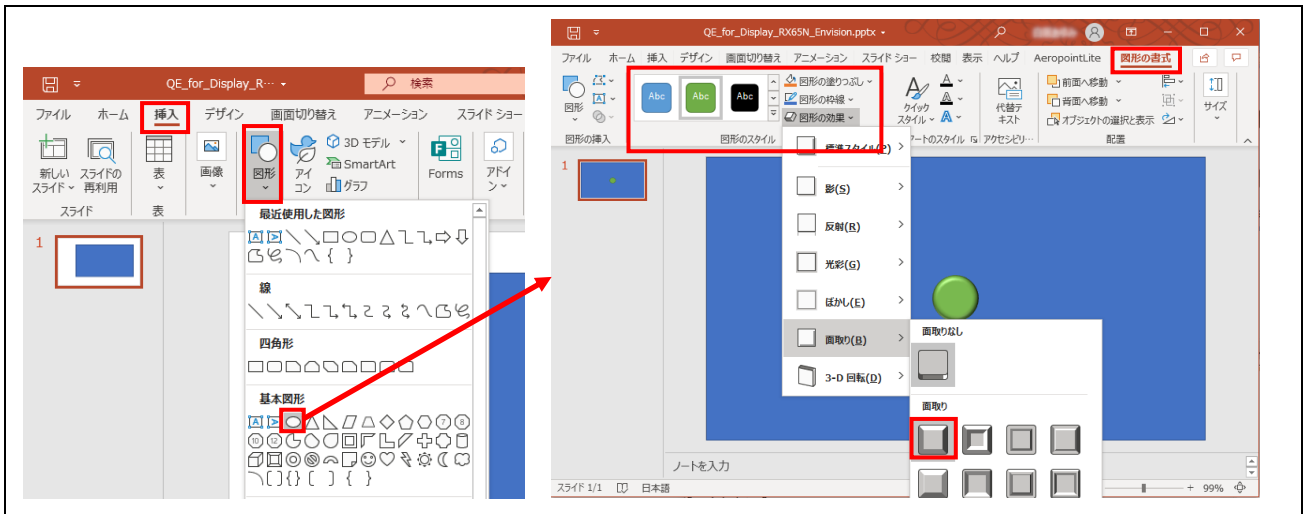 QE_for_Display_R… 検索
ファイル ホーム 挿入 デザイン 画面切り替え アニメーション スライド ショー
新しい スライドの 表 画像 図形 アイ 3D モデル Forms アドイ
スライド 再利用 コン SmartArt ン
グラフ
スライド 表
最近使用した図形
線
四角形
基本図形
1
QE_for_Display_RX65N_Envision.pptx
ファイル ホーム 挿入 デザイン 画面切り替え アニメーション スライド ショー 校閲 表示 ヘルプ AeropointLite 図形の書式
図形 Abc Abc Abc 図形の塗りつぶし クイック 代替テ 前面へ移動 サイズ
図形の枠線 スタイル キスト 背面へ移動
図形の効果 オブジェクトの選択と表示
図形の挿入 図形のスタイル ートのスタイル アクセシビリ… 配置
1
標準スタイル(P)
影(S)
反射(R)
光彩(G)
ぼかし(E)
面取り(B)
3-D 回転(D)
面取りなし
面取り
ノートを入力
スライド 1/1 日本語 99%